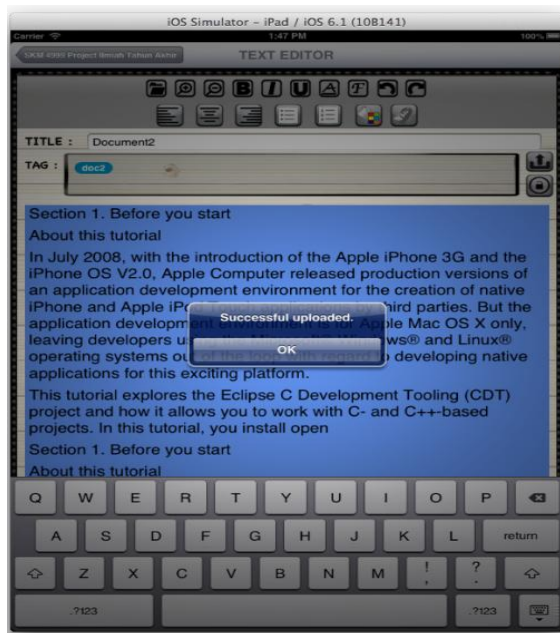 iOS Simulator - iPad / iOS 6.1 (10B141)
Carrier 1:47 PM 100%
SKM 4999 Project Ilmiah Tahun Akhir TEXT EDITOR
B I U A F
TITLE : Document2
TAG : doc2
Section 1. Before you start
About this tutorial
In July 2008, with the introduction of the Apple iPhone 3G and the
iPhone OS V2.0, Apple Computer released production versions of
an application development environment for the creation of native
iPhone and Apple iPod third parties. But the
application development Apple Mac OS X only,
leaving developers Linux®
operating systems developing native
applications for this exciting platform.
Successful uploaded.
OK
This tutorial explores the Eclipse C Development Tooling (CDT)
project and how it allows you to work with C- and C++-based
projects. In this tutorial, you install open
Section 1. Before you start
About this tutorial
Q W E R T Y U I O P
A S D F G H J K L return
Z X C V B N M ! , ? .
.?123 .?123